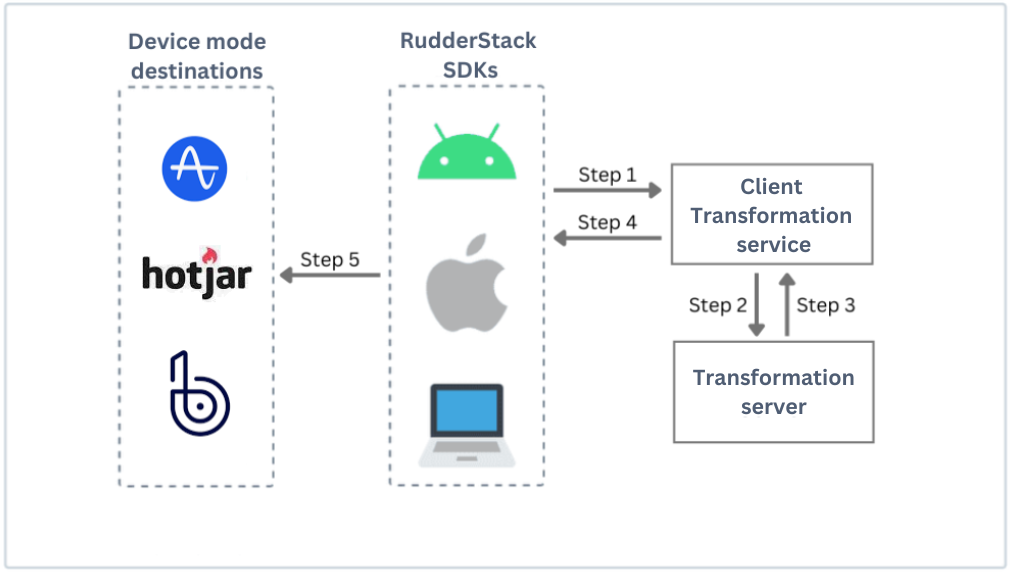 Device mode
destinations
RudderStack
SDKs
Step 1
Client
Transformation
service
Step 4
hotjar
Step 5
Step 2
Step 3
Transformation
server